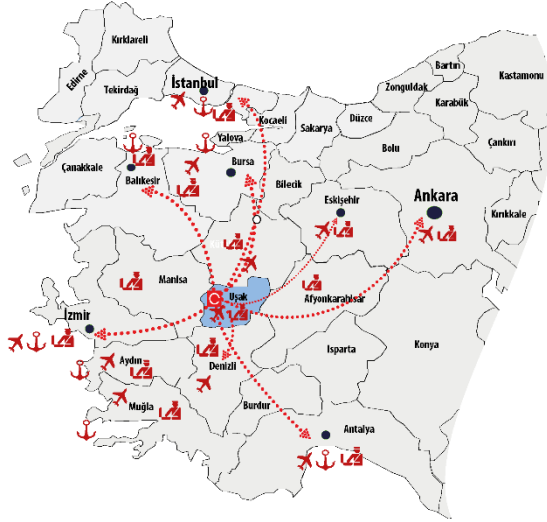 Kırklareli
Edirne
Tekirdağ
İstanbul
Kocaeli
Yalova
Sakarya
Düzce
Zonguldak
Bartın
Karabük
Kastamonu
Çankırı
Bolu
Çanakkale
Balıkesir
Bursa
Bilecik
Eskişehir
Ankara
Kırıkkale
Manisa
C
Uşak
Afyonkarahisar
İzmir
Aydın
Denizli
Isparta
Konya
Muğla
Burdur
Antalya